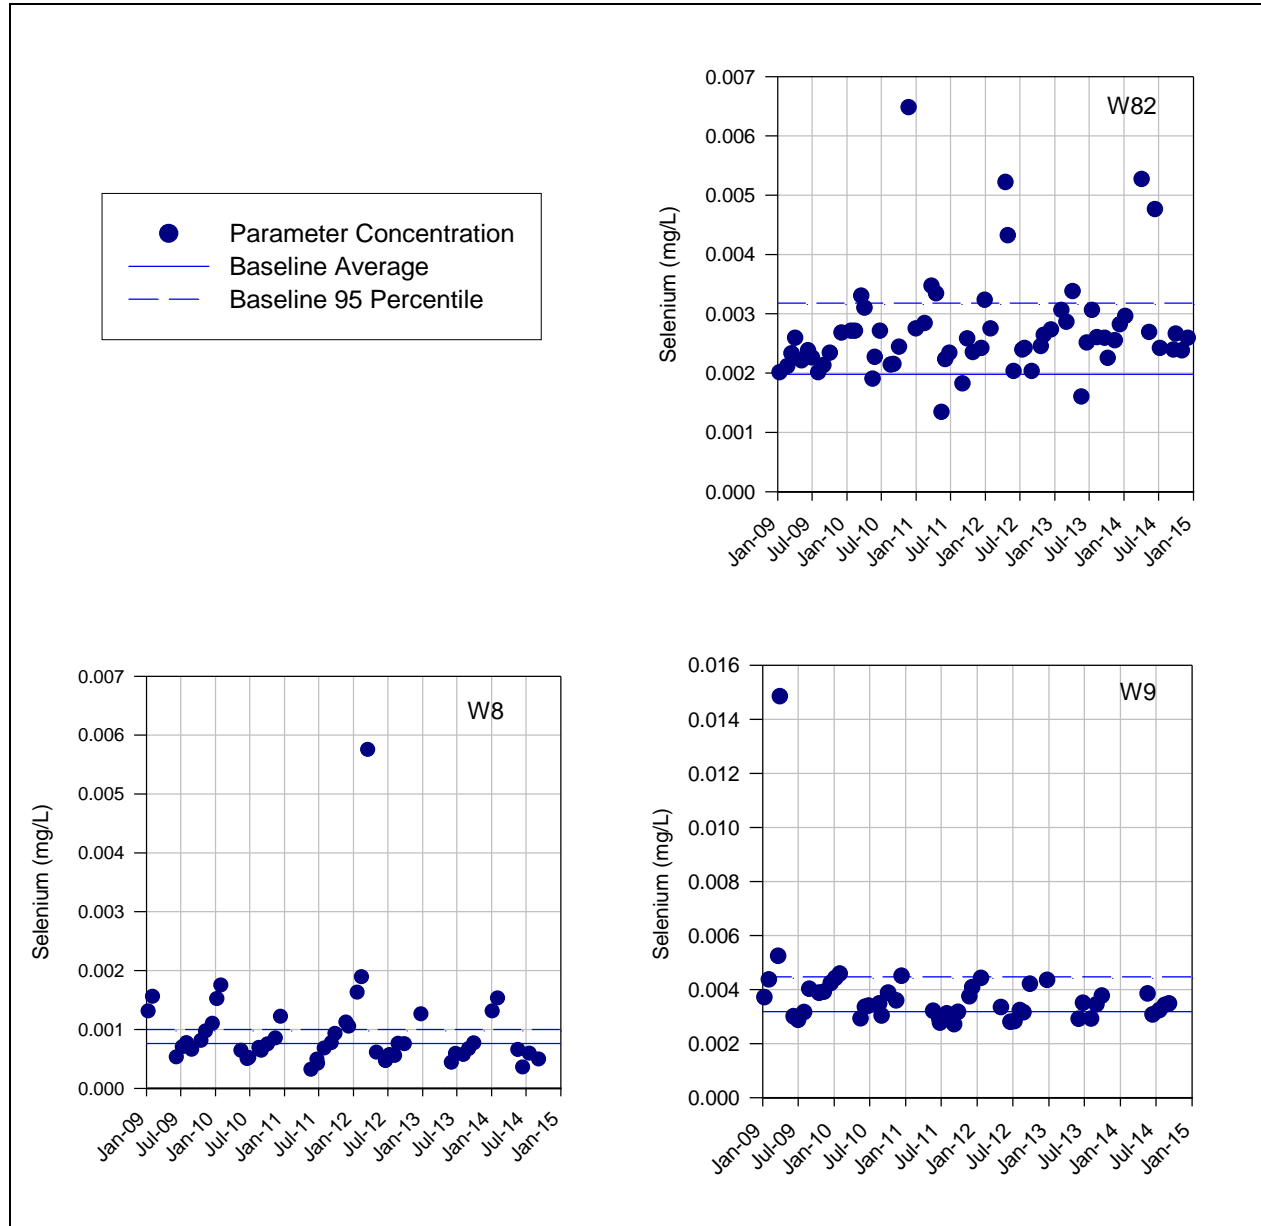 Parameter Concentration
Baseline Average
Baseline 95 Percentile
W82
Selenium (mg/L)
0.007
0.006
0.005
0.004
0.003
0.002
0.001
0.000
Jan-09
Jul-09
Jan-10
Jul-10
Jan-11
Jul-11
Jan-12
Jul-12
Jan-13
Jul-13
Jan-14
Jul-14
Jan-15
W8
Selenium (mg/L)
0.007
0.006
0.005
0.004
0.003
0.002
0.001
0.000
Jan-09
Jul-09
Jan-10
Jul-10
Jan-11
Jul-11
Jan-12
Jul-12
Jan-13
Jul-13
Jan-14
Jul-14
Jan-15
W9
Selenium (mg/L)
0.016
0.014
0.012
0.010
0.008
0.006
0.004
0.002
0.000
Jan-09
Jul-09
Jan-10
Jul-10
Jan-11
Jul-11
Jan-12
Jul-12
Jan-13
Jul-13
Jan-14
Jul-14
Jan-15